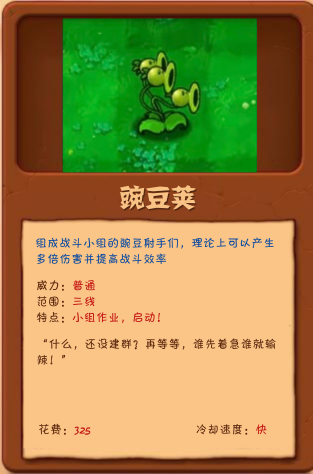 豌豆荚
组成战斗小组的豌豆射手们，理论上可以产生
多倍伤害并提高战斗效率
威力：普通
范围：三线
特点：小组作业，启动！
“什么，还没建群？再等等，谁先着急谁就输
辣！”
花费：325 冷却速度：快